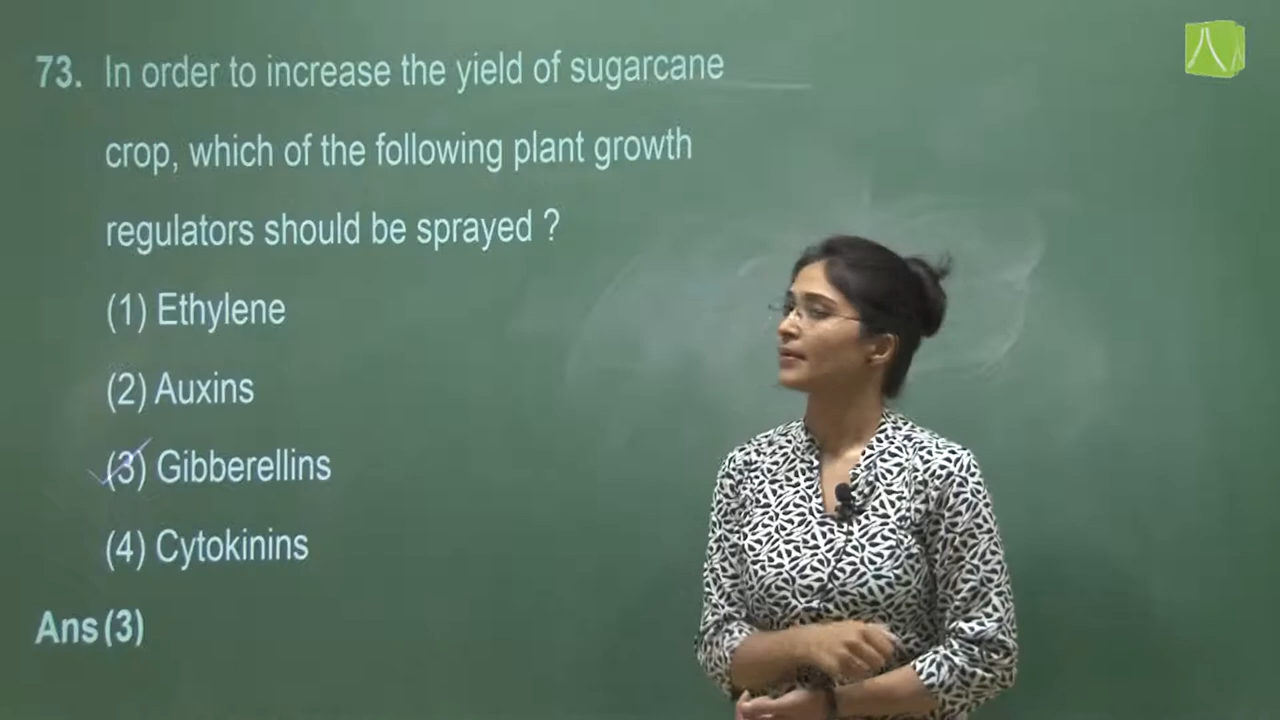 73. In order to increase the yield of sugarcane
crop, which of the following plant growth
regulators should be sprayed ?
(1) Ethylene
(2) Auxins
(3) Gibberellins
(4) Cytokinins
Ans (3)